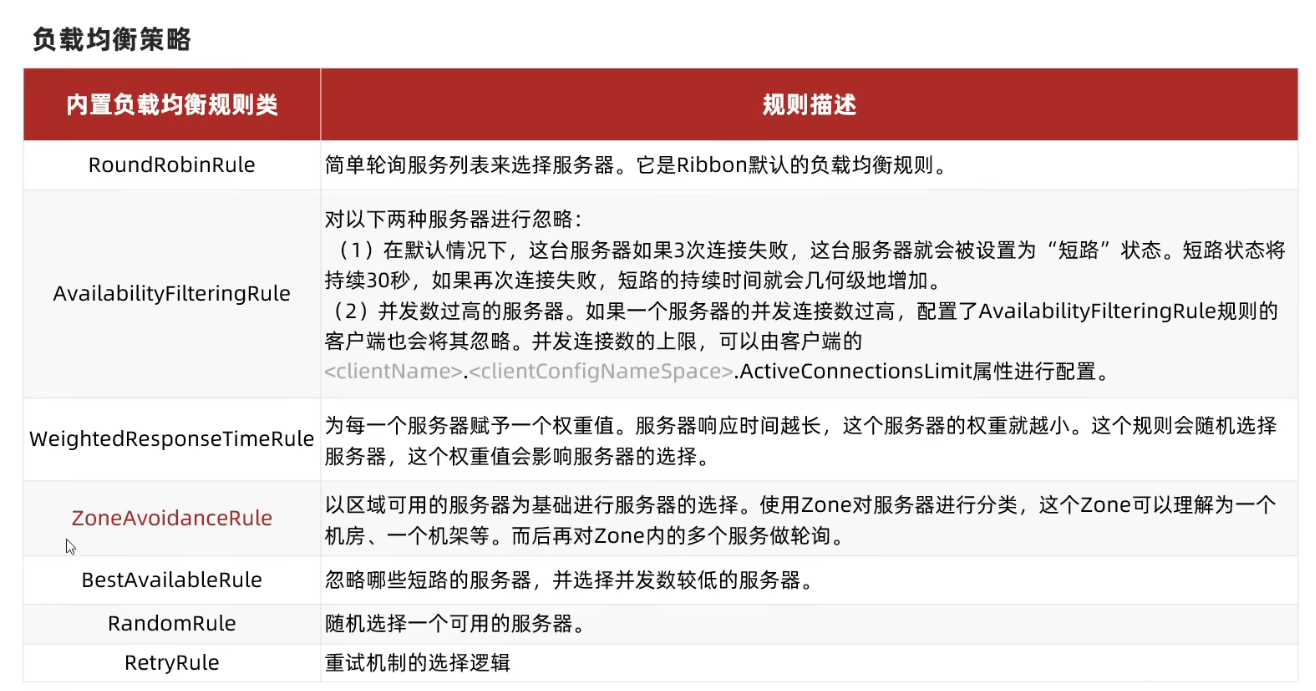 负载均衡策略
内置负载均衡规则类
规则描述
RoundRobinRule
简单轮询服务列表来选择服务器。它是Ribbon默认的负载均衡规则。
AvailabilityFilteringRule
对以下两种服务器进行忽略：
（1）在默认情况下，这台服务器如果3次连接失败，这台服务器就会被设置为“短路”状态。短路状态将
持续30秒，如果再次连接失败，短路的持续时间就会几何级地增加。
（2）并发数过高的服务器。如果一个服务器的并发连接数过高，配置了AvailabilityFilteringRule规则的
客户端也会将其忽略。并发连接数的上限，可以由客户端的
<clientName>.<clientConfigNameSpace>.ActiveConnectionsLimit属性进行配置。
WeightedResponseTimeRule
为每一个服务器赋予一个权重值。服务器响应时间越长，这个服务器的权重就越小。这个规则会随机选择
服务器，这个权重值会影响服务器的选择。
ZoneAvoidanceRule
以区域可用的服务器为基础进行服务器的选择。使用Zone对服务器进行分类，这个Zone可以理解为一个
机房、一个机架等。而后再对Zone内的多个服务做轮询。
BestAvailableRule
忽略哪些短路的服务器，并选择并发数较低的服务器。
RandomRule
随机选择一个可用的服务器。
RetryRule
重试机制的选择逻辑